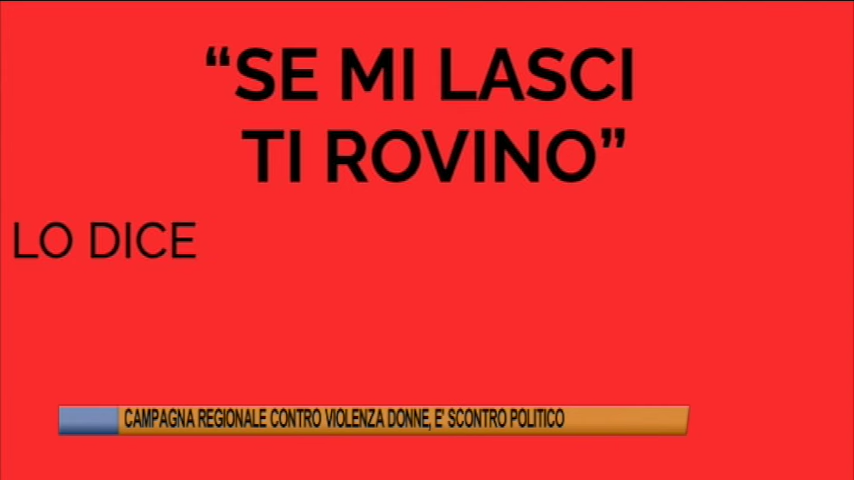 “SE MI LASCI
TI ROVINO”
LO DICE
CAMPAGNA REGIONALE CONTRO VIOLENZA DONNE, E' SCONTRO POLITICO